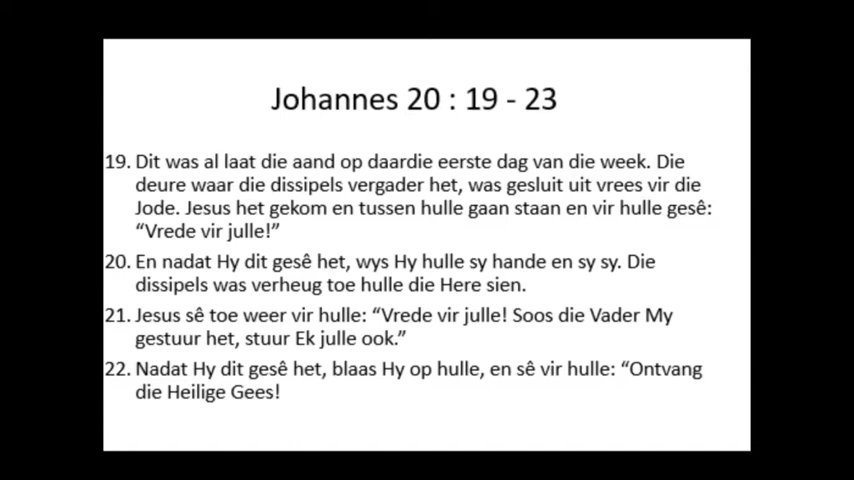 Johannes 20 : 19 - 23
19. Dit was al laat die aand op daardie eerste dag van die week. Die
deure waar die dissipels vergader het, was gesluit uit vrees vir die
Jode. Jesus het gekom en tussen hulle gaan staan en vir hulle gesê:
“Vrede vir julle!”
20. En nadat Hy dit gesê het, wys Hy hulle sy hande en sy sy. Die
dissipels was verheug toe hulle die Here sien.
21. Jesus sê toe weer vir hulle: “Vrede vir julle! Soos die Vader My
gestuur het, stuur Ek julle ook.”
22. Nadat Hy dit gesê het, blaas Hy op hulle, en sê vir hulle: “Ontvang
die Heilige Gees!